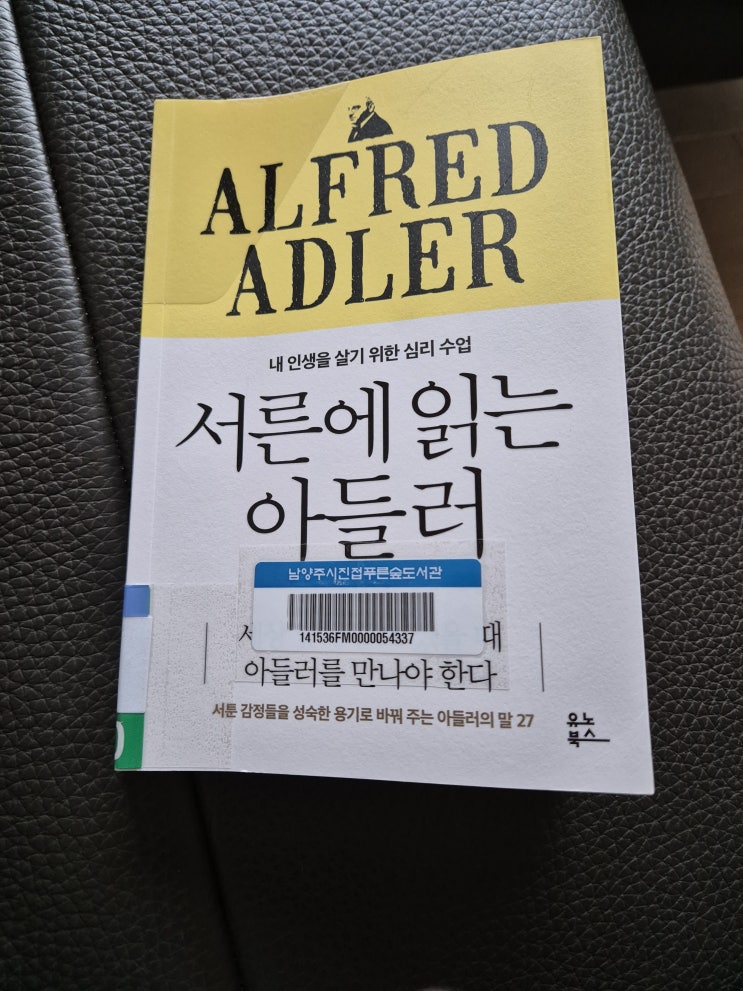 ALFRED
ADLER
내 인생을 살기 위한 심리 수업
서른에 읽는
아들러
남양주시진접푸른숲도서관
141536FM0000054337
대
아들러를 만나야 한다
서툰 감정들을 성숙한 용기로 바꿔 주는 아들러의 말 27
유노
북스